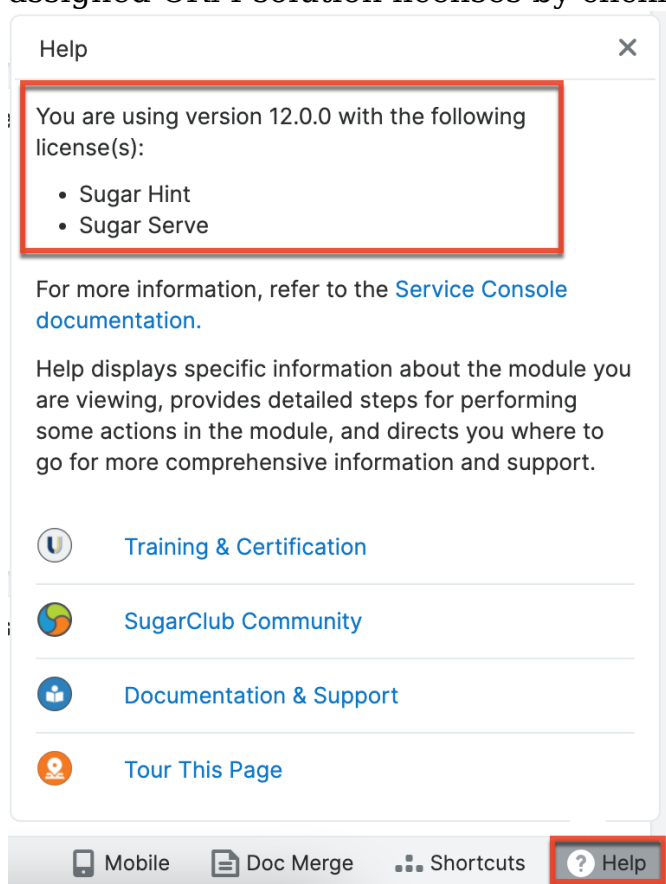 Help
You are using version 12.0.0 with the following
license(s):
• Sugar Hint
• Sugar Serve
For more information, refer to the Service Console
documentation.
Help displays specific information about the module you
are viewing, provides detailed steps for performing
some actions in the module, and directs you where to
go for more comprehensive information and support.
Training & Certification
SugarClub Community
Documentation & Support
Tour This Page
Mobile Doc Merge Shortcuts ? Help